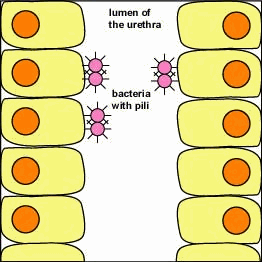 lumen of
the urethra
bacteria
with pili